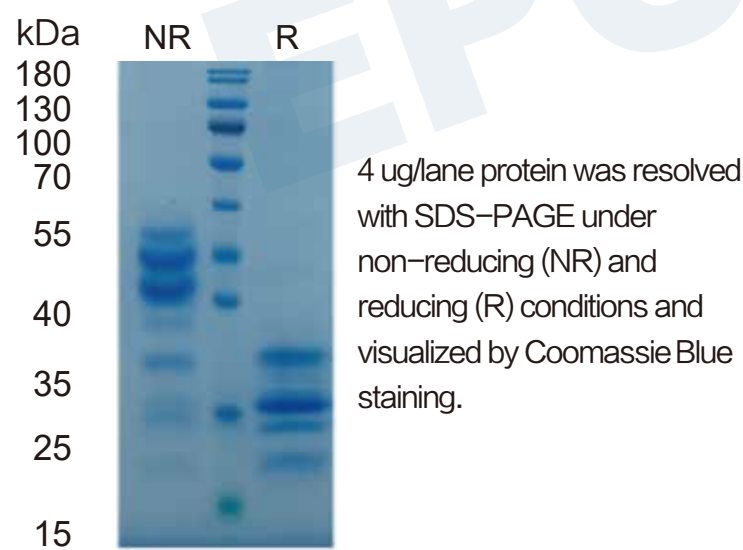 EPC
kDa NR R
180
130
100
70
55
40
35
25
15
4 ug/lane protein was resolved
with SDS-PAGE under
non-reducing (NR) and
reducing (R) conditions and
visualized by Coomassie Blue
staining.